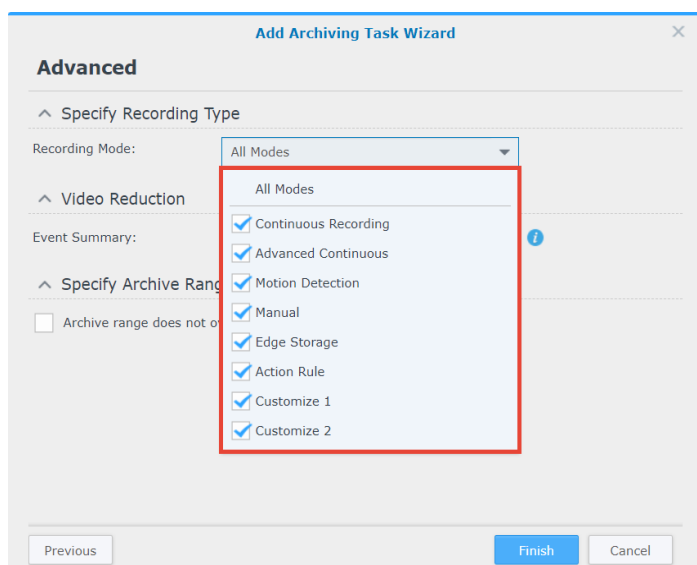 Add Archiving Task Wizard
Advanced
Specify Recording Type
Recording Mode: All Modes
All Modes
Video Reduction
Continuous Recording
Event Summary:
Advanced Continuous
Specify Archive
Motion Detection
Archive range does not
Manual
Edge Storage
Action Rule
Customize 1
Customize 2
Previous Finish Cancel